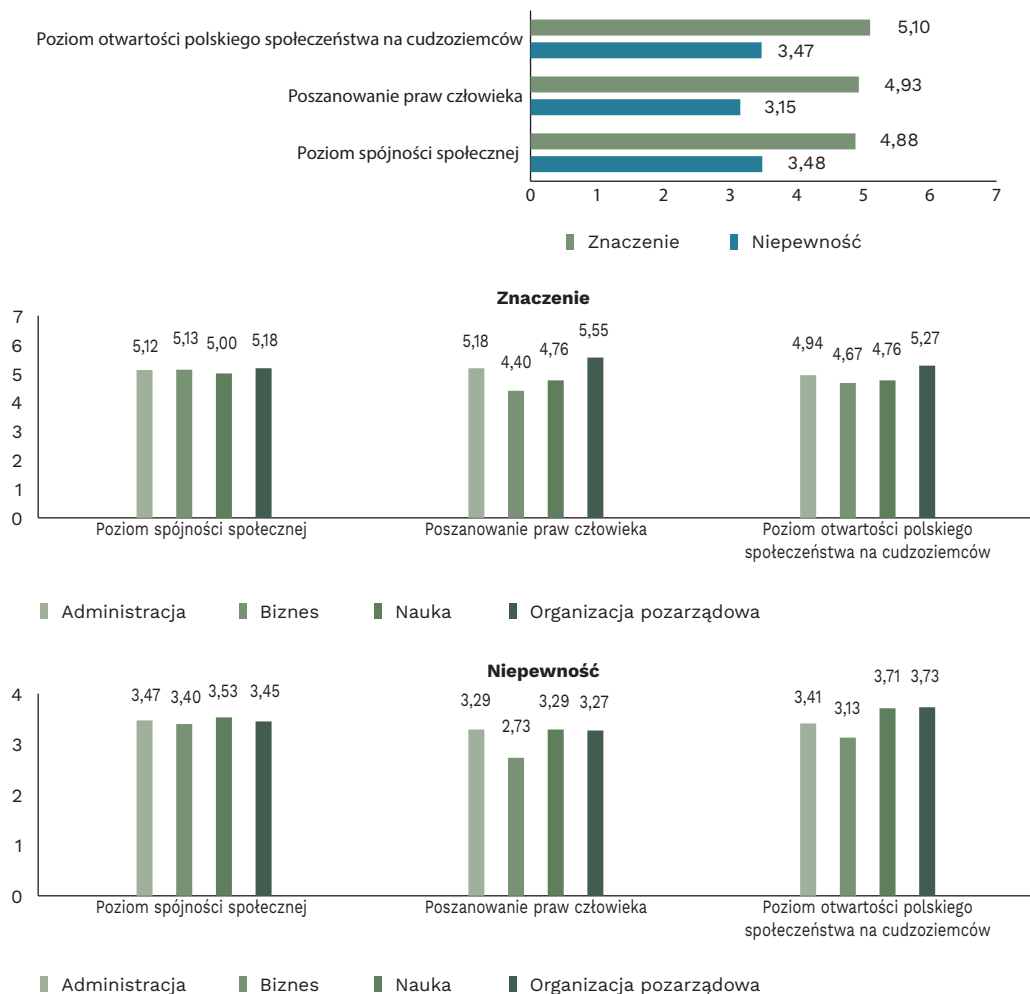 Poziom otwartości polskiego społeczeństwa na cudzoziemców
5,10
3,47
Poszanowanie praw człowieka
4,93
3,15
Poziom spójności społecznej
4,88
3,48
0 1 2 3 4 5 6 7
Znaczenie Niepewność
Znaczenie
7
6
5
4
3
2
1
0
5,12 5,13 5,00 5,18
5,18 4,40 4,76 5,55
4,94 4,67 4,76 5,27
Poziom spójności społecznej
Poszanowanie praw człowieka
Poziom otwartości polskiego
społeczeństwa na cudzoziemców
Administracja Biznes Nauka Organizacja pozarządowa
Niepewność
4
3
2
1
0
3,47 3,40 3,53 3,45
3,29 2,73 3,29 3,27
3,41 3,13 3,71 3,73
Poziom spójności społecznej
Poszanowanie praw człowieka
Poziom otwartości polskiego
społeczeństwa na cudzoziemców
Administracja Biznes Nauka Organizacja pozarządowa